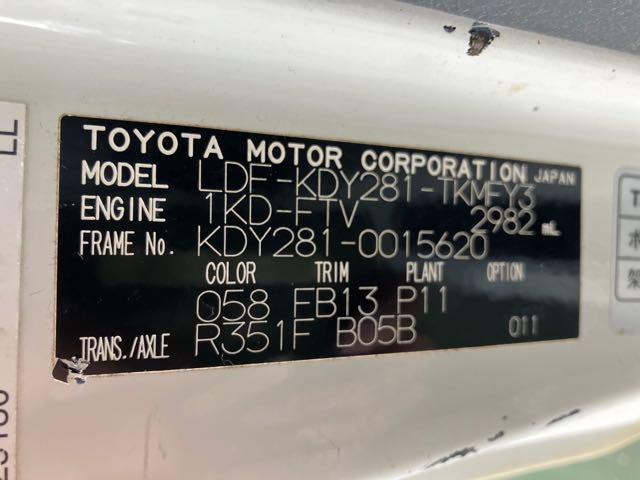 TOYOTA MOTOR CORPORATION JAPAN
MODEL LDF-KDY281-TKMFY3
ENGINE 1KD-FTV 2982 mL
FRAME No. KDY281-0015620
COLOR TRIM PLANT OPTION
058 FB13 P11
TRANS./AXLE R351F B05B 011
LL